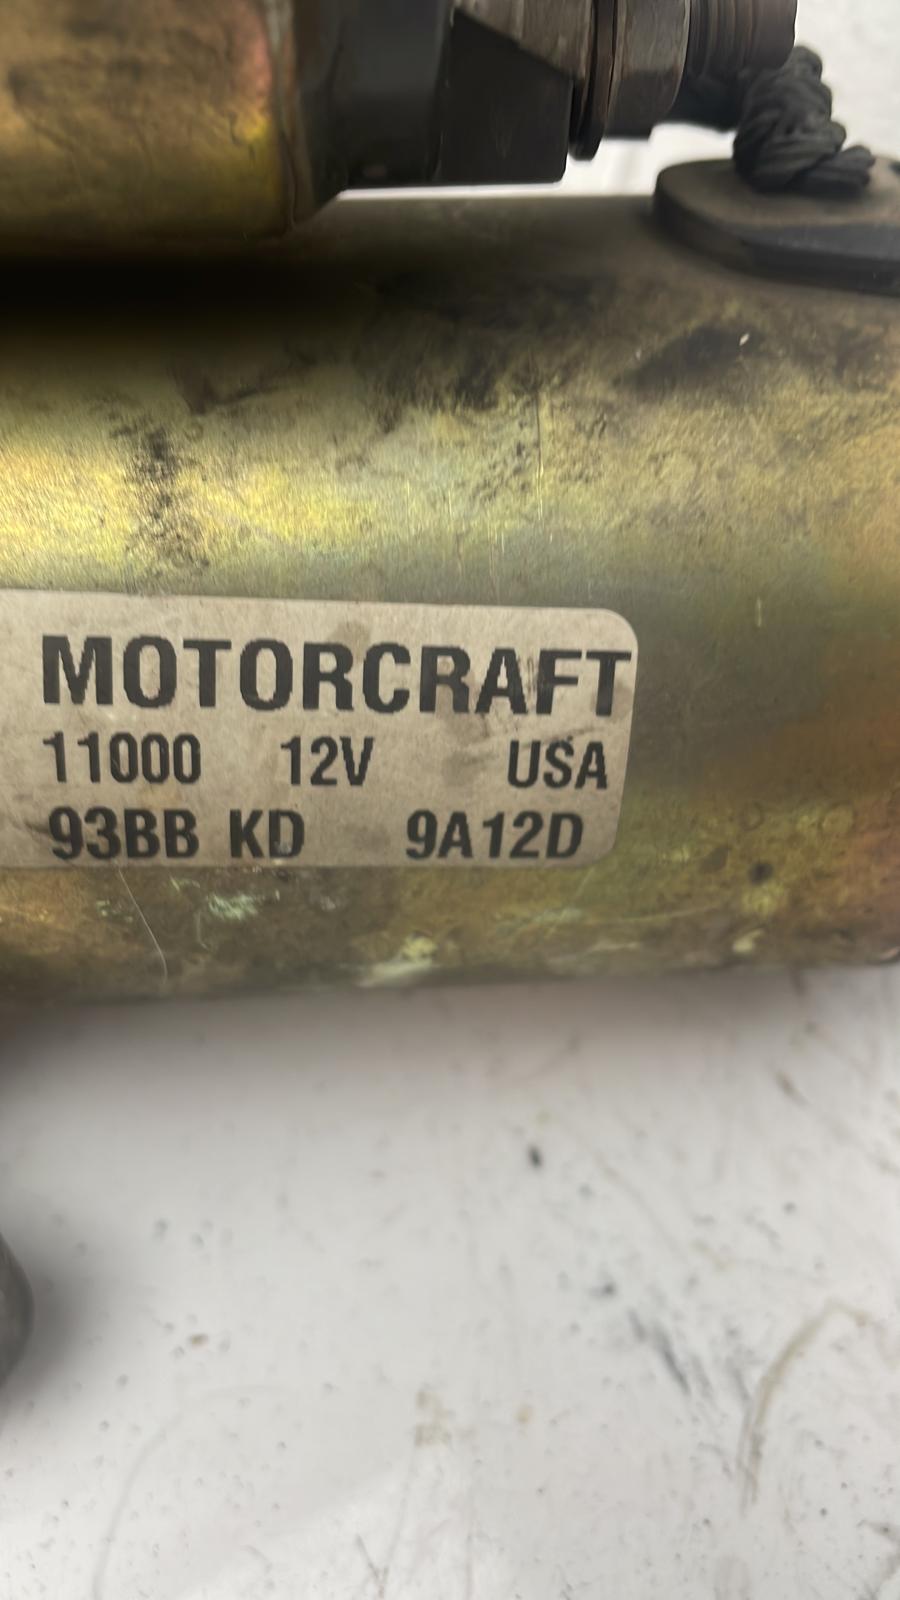 MOTORCRAFT
11000 12V USA
93BB KD 9A12D